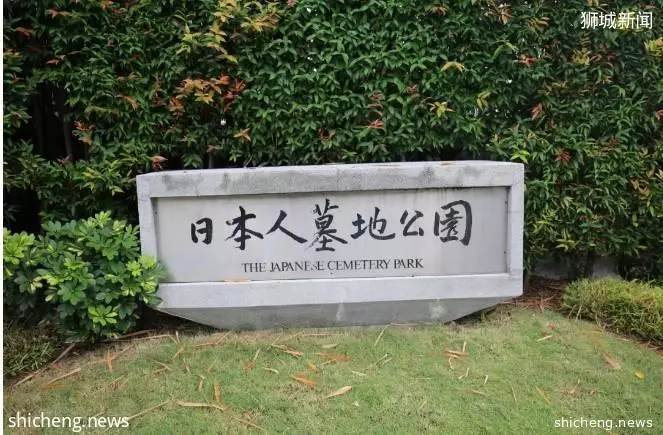 狮城新闻
日本人墓地公園
THE JAPANESE CEMETERY PARK
shicheng.news
shicheng.news